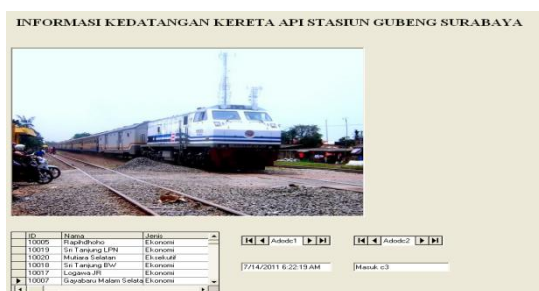 INFORMASI KEDATANGAN KERETA API STASIUN GUBENG SURABAYA
ID Nama Jenis
10005 Rapihdhoho Ekonomi
10019 Sri Tanjung LPN Ekonomi
10020 Mutiara Selatan Eksekutif
10018 Sri Tanjung BW Ekonomi
10017 Logawa JR Ekonomi
10007 Gayabaru Malam Selata Ekonomi
Adodc1 Adodc2
7/14/2011 6:22:19 AM Masuk c3